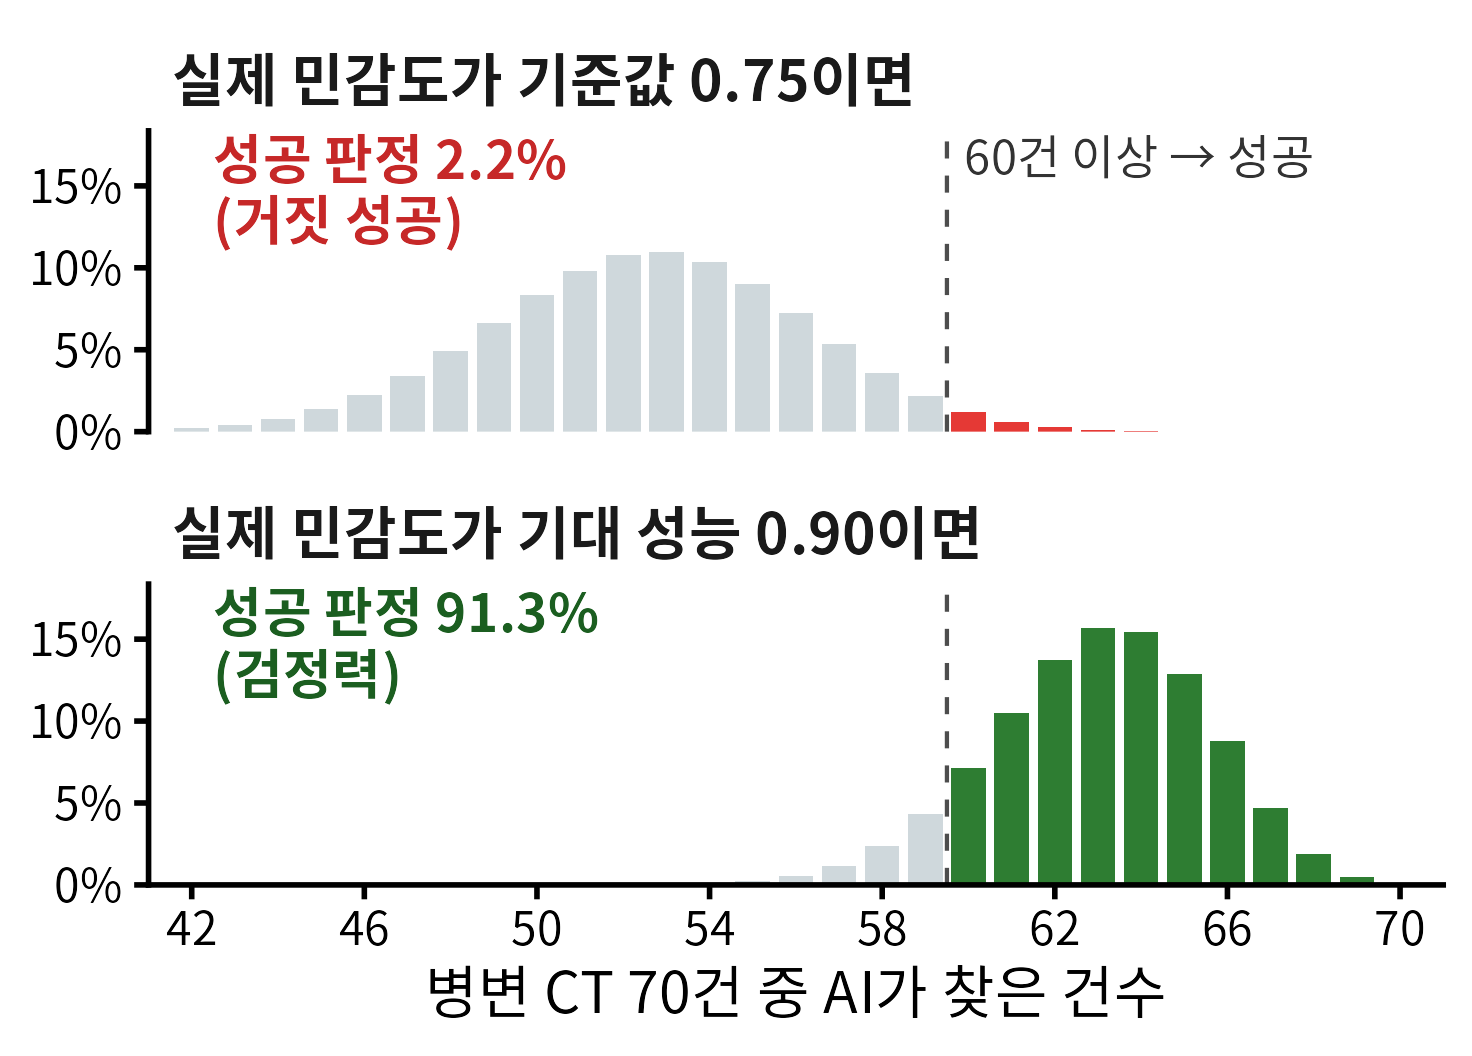 실제 민감도가 기준값 0.75이면
성공 판정 2.2%
(거짓 성공)
60건 이상 → 성공
15%
10%
5%
0%
실제 민감도가 기대 성능 0.90이면
성공 판정 91.3%
(검정력)
15%
10%
5%
0%
42 46 50 54 58 62 66 70
병변 CT 70건 중 AI가 찾은 건수